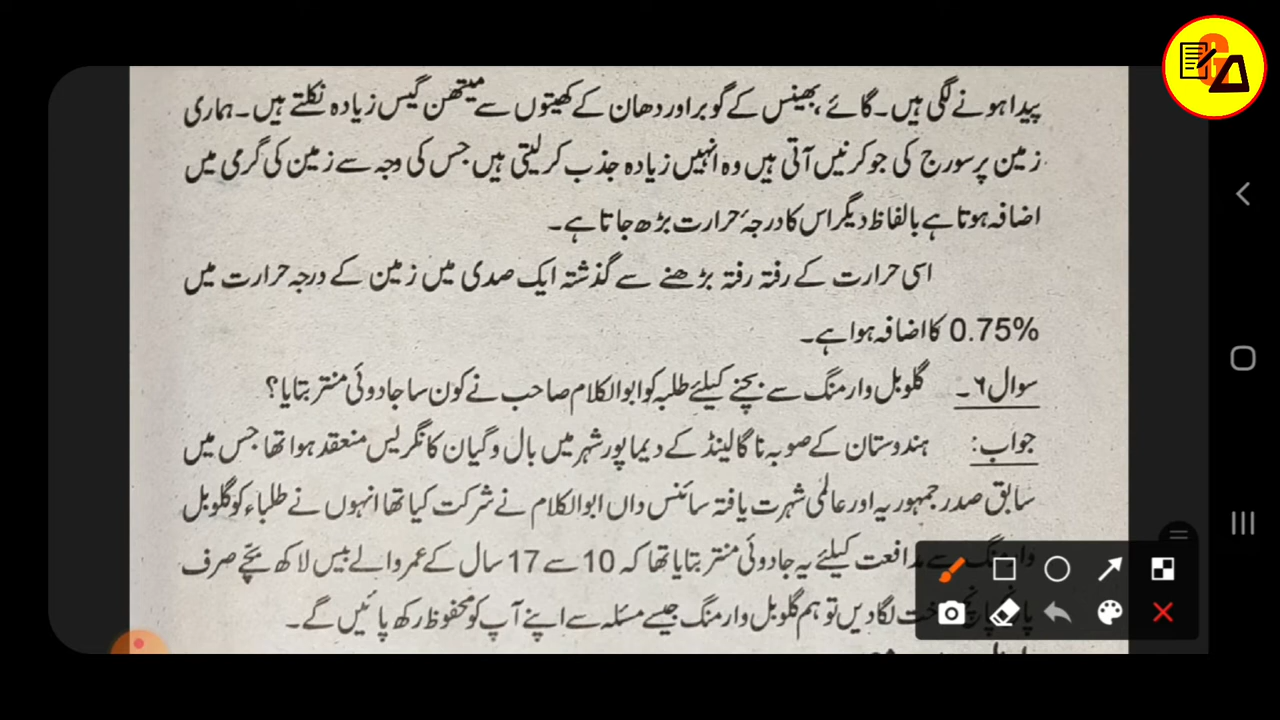 پیدا ہونے لگی ہیں۔ گائے، بھینس کے گوبر اور دھان کے کھیتوں سے میتھن گیس زیادہ نکلتے ہیں۔ ہماری
زمین پر سورج کی جو کرنیں آتی ہیں وہ انہیں زیادہ جذب کر لیتی ہیں جس کی وجہ سے زمین کی گرمی میں
اضافہ ہوتا ہے بالفاظ دیگر اس کا درجۂ حرارت بڑھ جاتا ہے۔
اسی حرارت کے رفتہ رفتہ بڑھنے سے گذشتہ ایک صدی میں زمین کے درجہ حرارت میں
0.75% کا اضافہ ہوا ہے۔
سوال ۶۔ گلوبل وارمنگ سے بچنے کیلئے طلبہ کو ابوالکلام صاحب نے کون سا جادوئی منتر بتایا؟
جواب: ہندوستان کے صوبہ ناگالینڈ کے دیما پور شہر میں بال وگیان کانگریس منعقد ہوا تھا جس میں
سابق صدر جمہوریہ اور عالمی شہرت یافتہ سائنس داں ابوالکلام نے شرکت کیا تھا انہوں نے طلباء کو گلوبل
وارمنگ سے مدافعت کیلئے یہ جادوئی منتر بتایا تھا کہ 10 سے 17 سال کے عمر والے بیس لاکھ بچّے صرف
لگا دیں تو ہم گلوبل وارمنگ جیسے مسئلہ سے اپنے آپ کو محفوظ رکھ پائیں گے۔